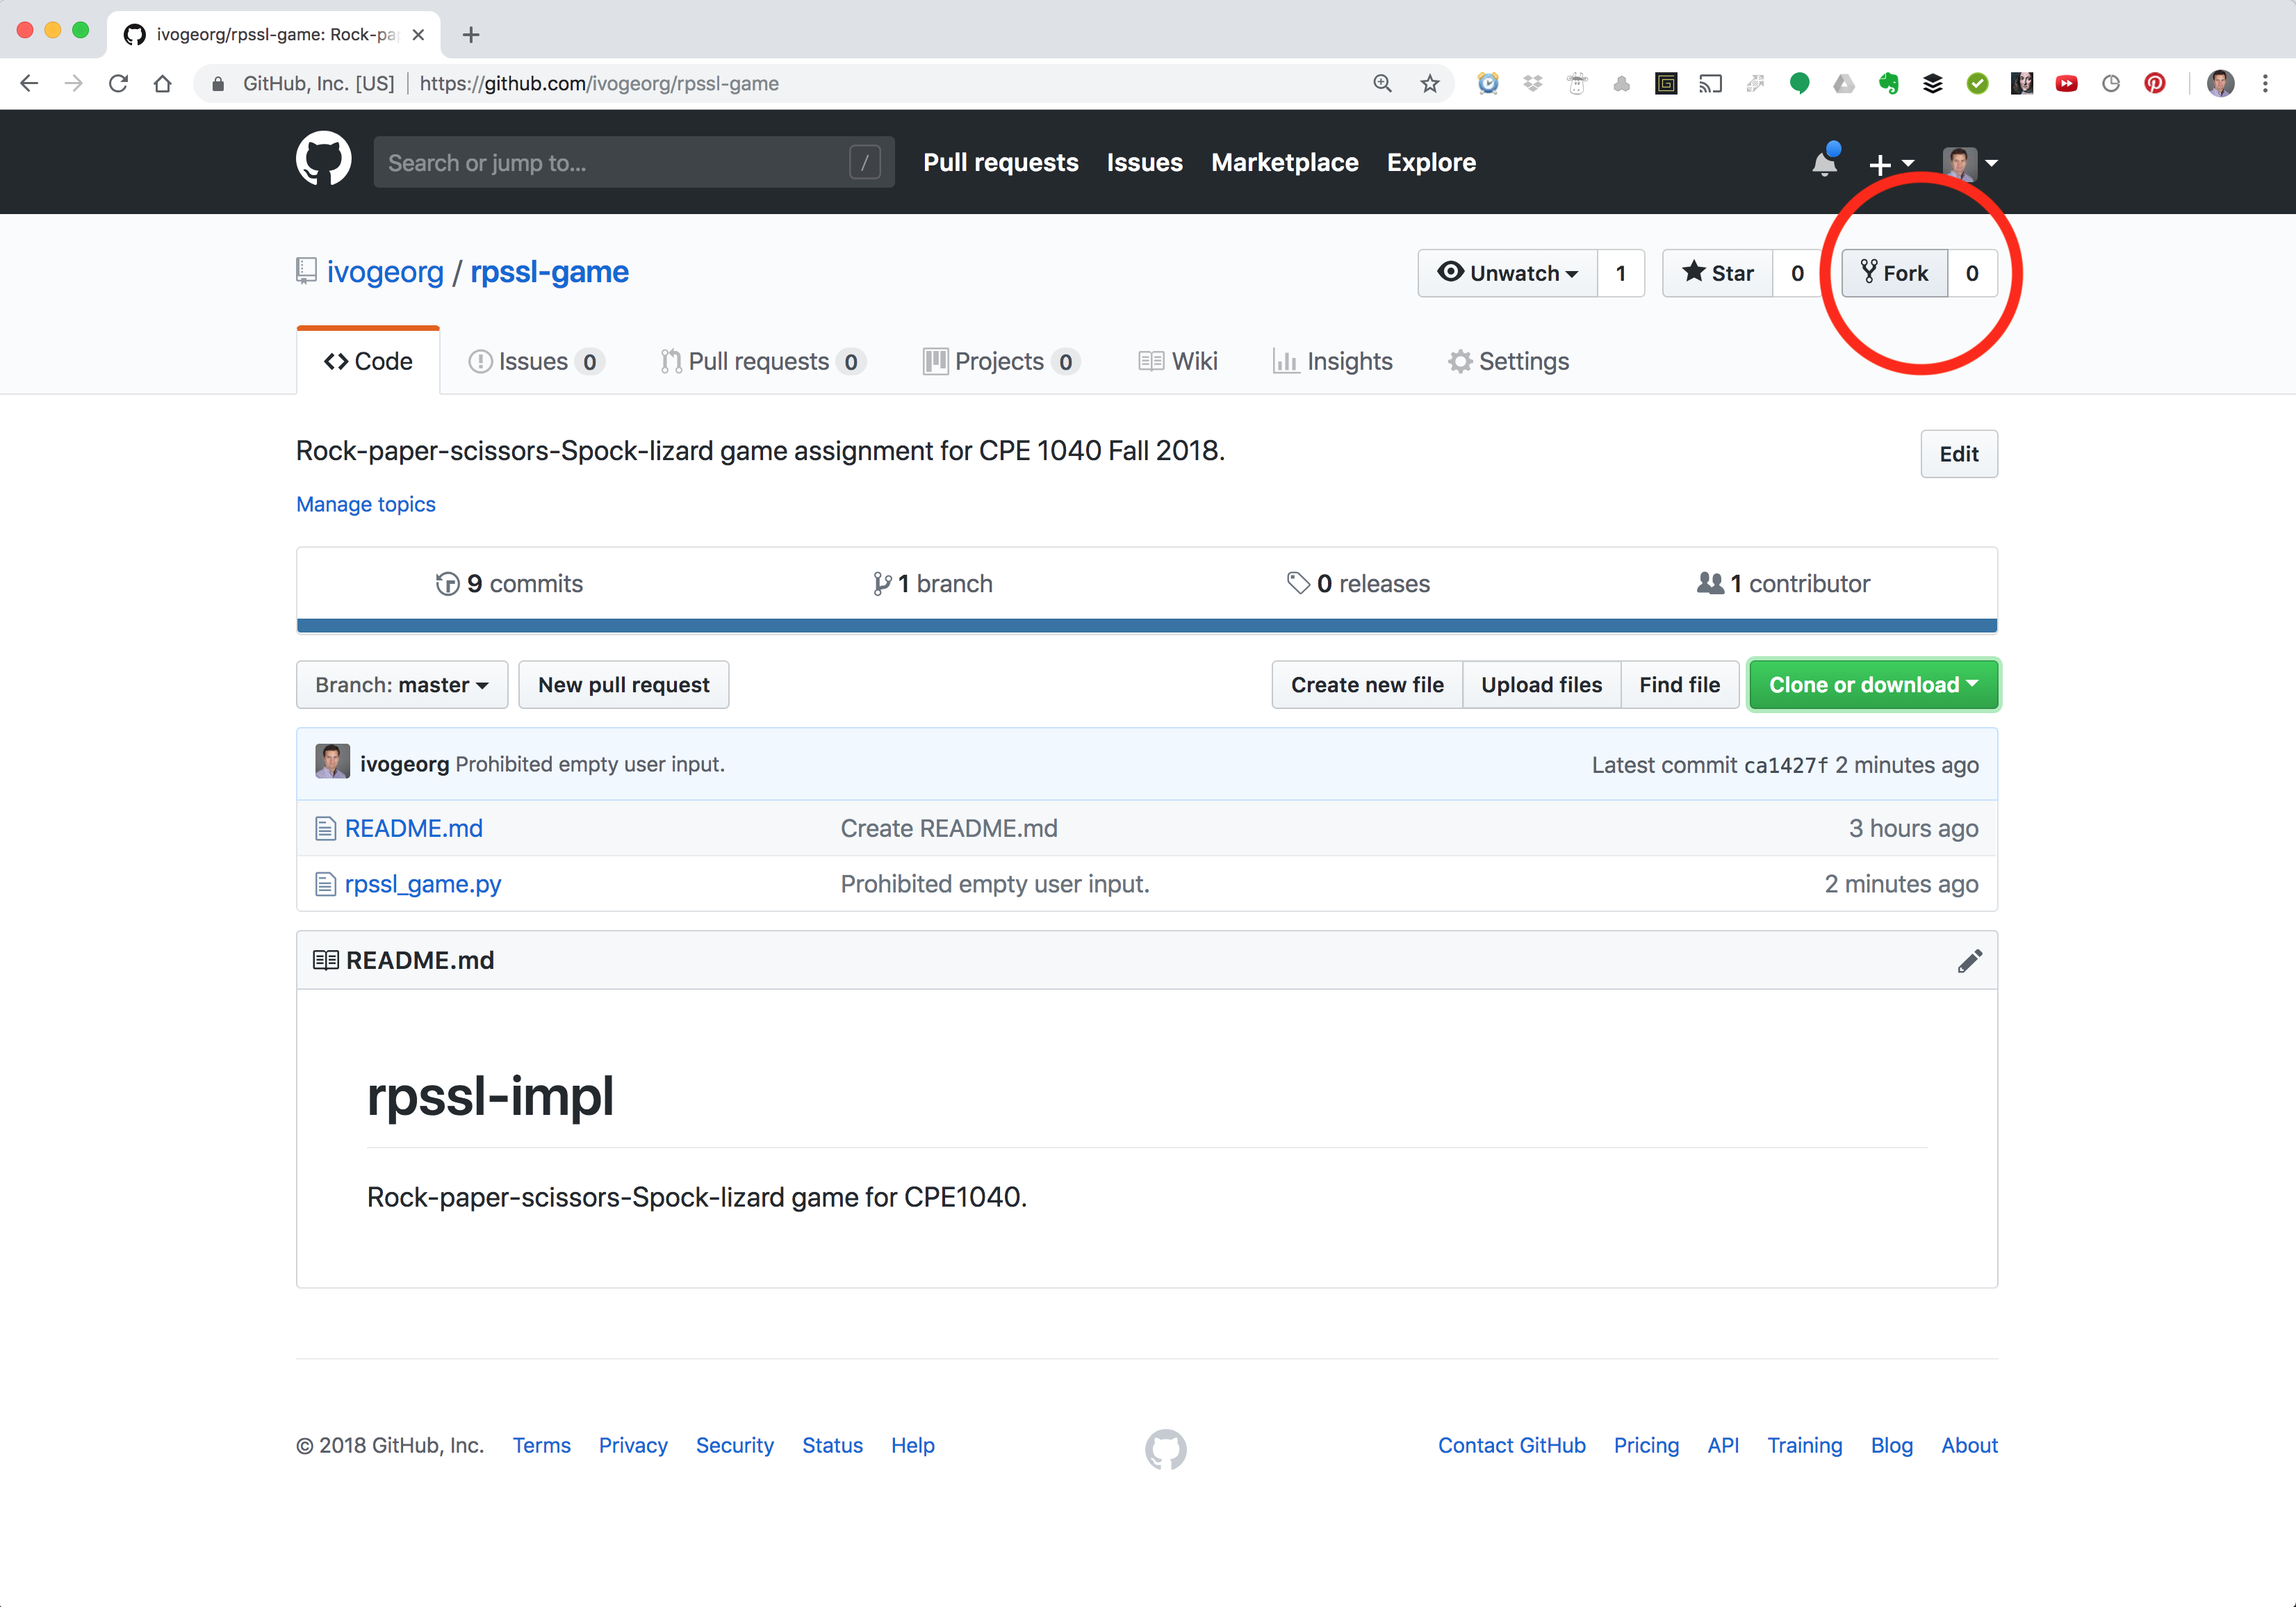 ivogeorg/rpssl-game: Rock-pa
GitHub, Inc. [US] | https://github.com/ivogeorg/rpssl-game
Search or jump to... / Pull requests Issues Marketplace Explore
ivogeorg / rpssl-game Unwatch 1 Star 0 Fork 0
Code Issues 0 Pull requests 0 Projects 0 Wiki Insights Settings
Rock-paper-scissors-Spock-lizard game assignment for CPE 1040 Fall 2018. Edit
Manage topics
9 commits 1 branch 0 releases 1 contributor
Branch: master New pull request Create new file Upload files Find file Clone or download
ivogeorg Prohibited empty user input. Latest commit ca1427f 2 minutes ago
README.md Create README.md 3 hours ago
rpssl_game.py Prohibited empty user input. 2 minutes ago
README.md
rpssl-impl
Rock-paper-scissors-Spock-lizard game for CPE1040.
© 2018 GitHub, Inc. Terms Privacy Security Status Help Contact GitHub Pricing API Training Blog About